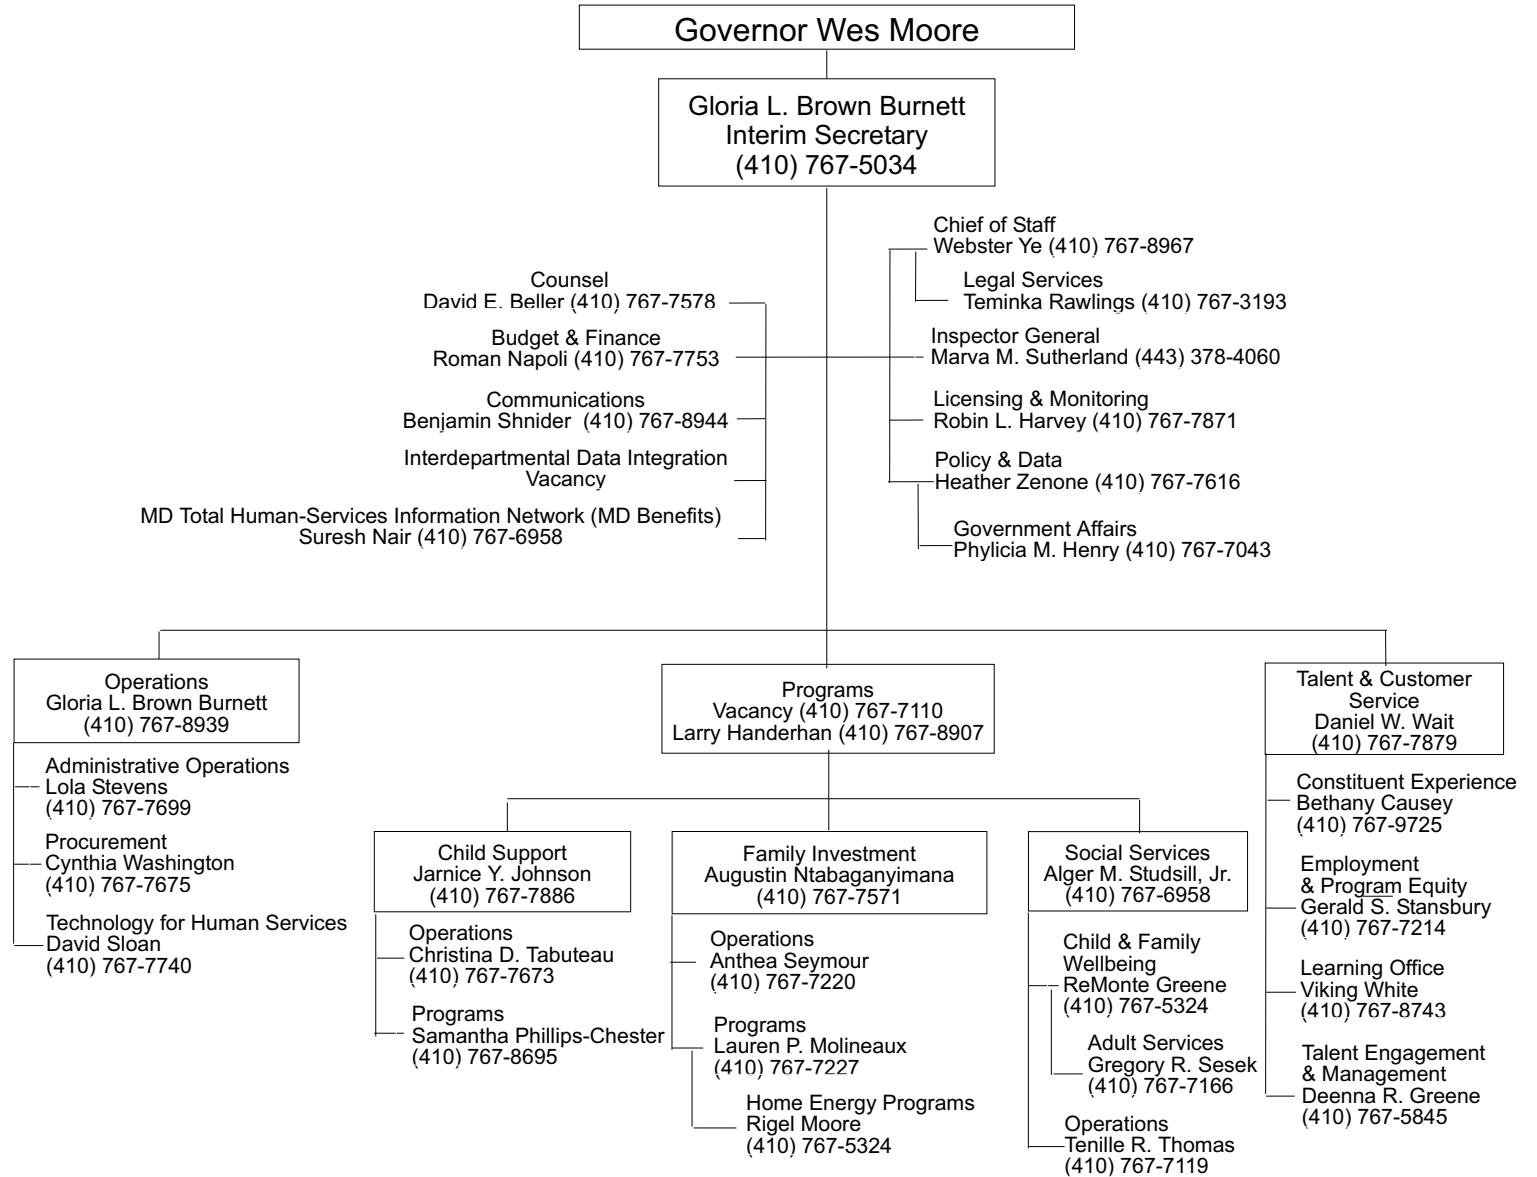 Governor Wes Moore
Gloria L. Brown Burnett
Interim Secretary
(410) 767-5034
Counsel
David E. Beller (410) 767-7578
Budget & Finance
Roman Napoli (410) 767-7753
Communications
Benjamin Shnider (410) 767-8944
Interdepartmental Data Integration
Vacancy
MD Total Human-Services Information Network (MD Benefits)
Suresh Nair (410) 767-6958
Chief of Staff
Webster Ye (410) 767-8967
Legal Services
Teminka Rawlings (410) 767-3193
Inspector General
Marva M. Sutherland (443) 378-4060
Licensing & Monitoring
Robin L. Harvey (410) 767-7871
Policy & Data
Heather Zenone (410) 767-7616
Government Affairs
Phylicia M. Henry (410) 767-7043
Operations
Gloria L. Brown Burnett
(410) 767-8939
Administrative Operations
Lola Stevens
(410) 767-7699
Procurement
Cynthia Washington
(410) 767-7675
Technology for Human Services
David Sloan
(410) 767-7740
Programs
Vacancy (410) 767-7110
Larry Handerhan (410) 767-8907
Child Support
Jarnice Y. Johnson
(410) 767-7886
Operations
Christina D. Tabuteau
(410) 767-7673
Programs
Samantha Phillips-Chester
(410) 767-8695
Family Investment
Augustin Ntabaganyimana
(410) 767-7571
Operations
Anthea Seymour
(410) 767-7220
Programs
Lauren P. Molineaux
(410) 767-7227
Home Energy Programs
Rigel Moore
(410) 767-5324
Social Services
Alger M. Studsill, Jr.
(410) 767-6958
Child & Family
Wellbeing
ReMonte Greene
(410) 767-5324
Adult Services
Gregory R. Sesek
(410) 767-7166
Operations
Tenille R. Thomas
(410) 767-7119
Talent & Customer
Service
Daniel W. Wait
(410) 767-7879
Constituent Experience
Bethany Causey
(410) 767-9725
Employment
& Program Equity
Gerald S. Stansbury
(410) 767-7214
Learning Office
Viking White
(410) 767-8743
Talent Engagement
& Management
Deenna R. Greene
(410) 767-5845